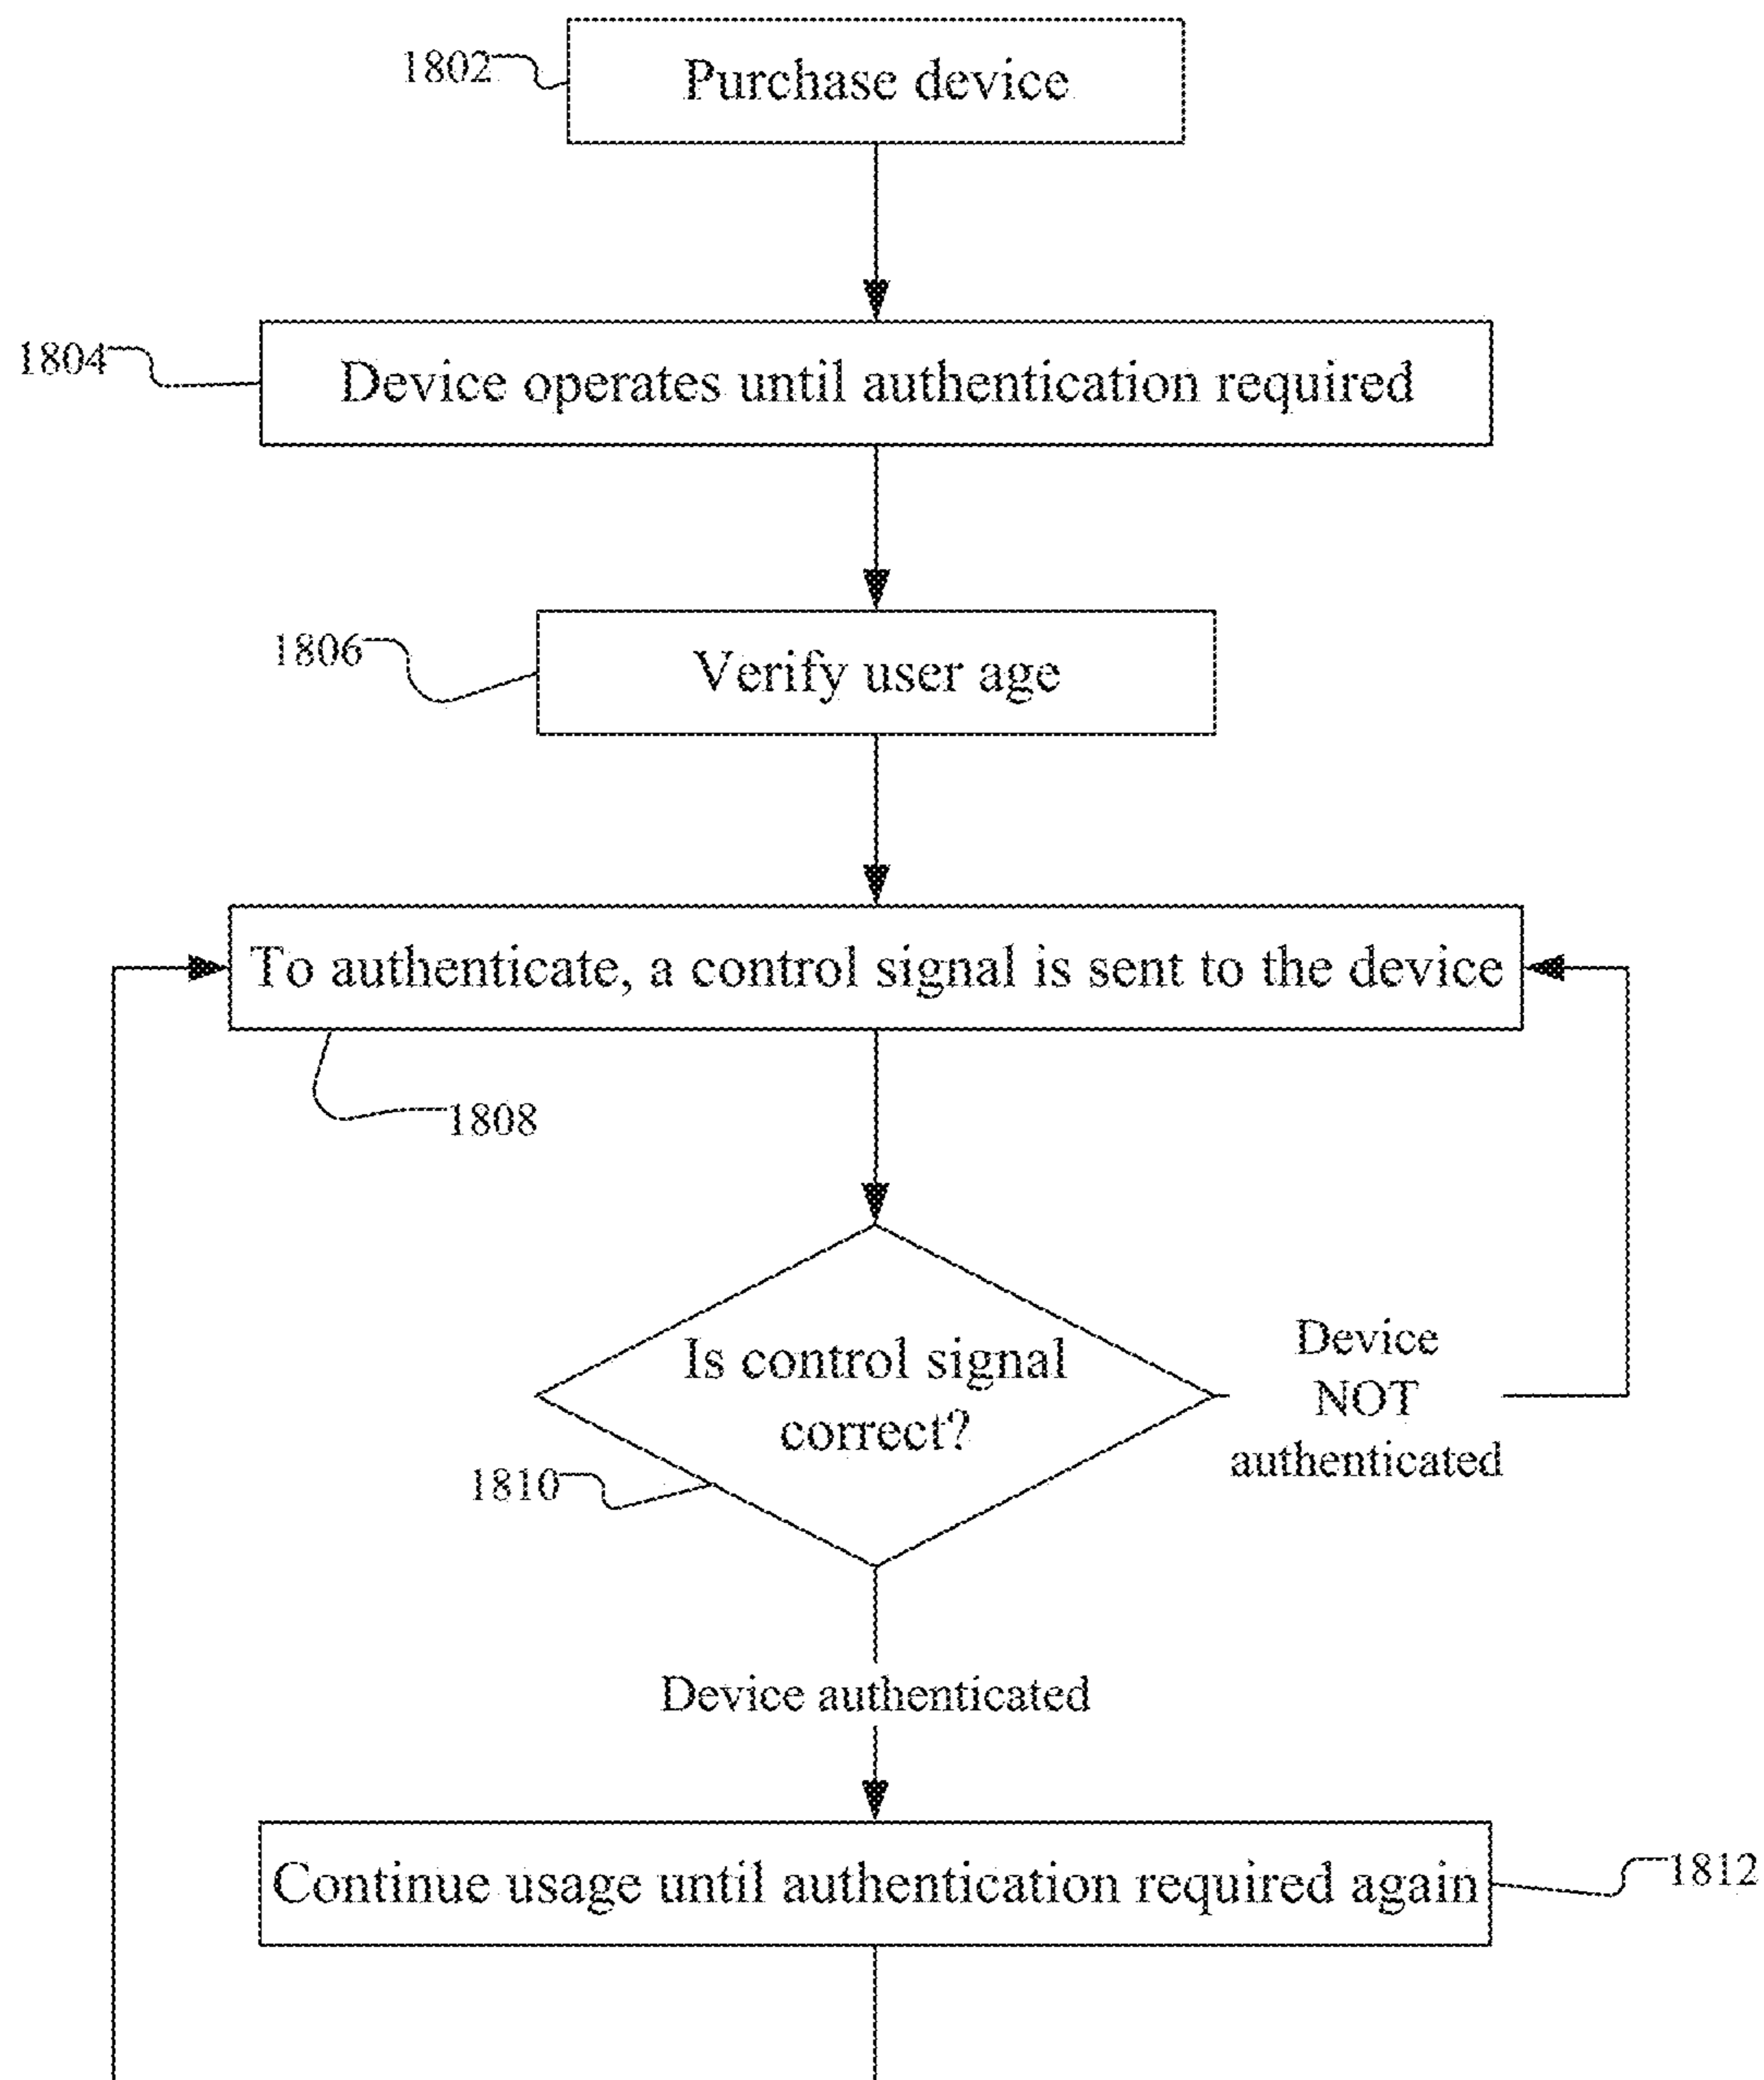 1802
Purchase device
1804
Device operates until authentication required
1806
Verify user age
To authenticate, a control signal is sent to the device
1808
Is control signal
correct?
Device
NOT
authenticated
1810
Device authenticated
Continue usage until authentication required again
1812